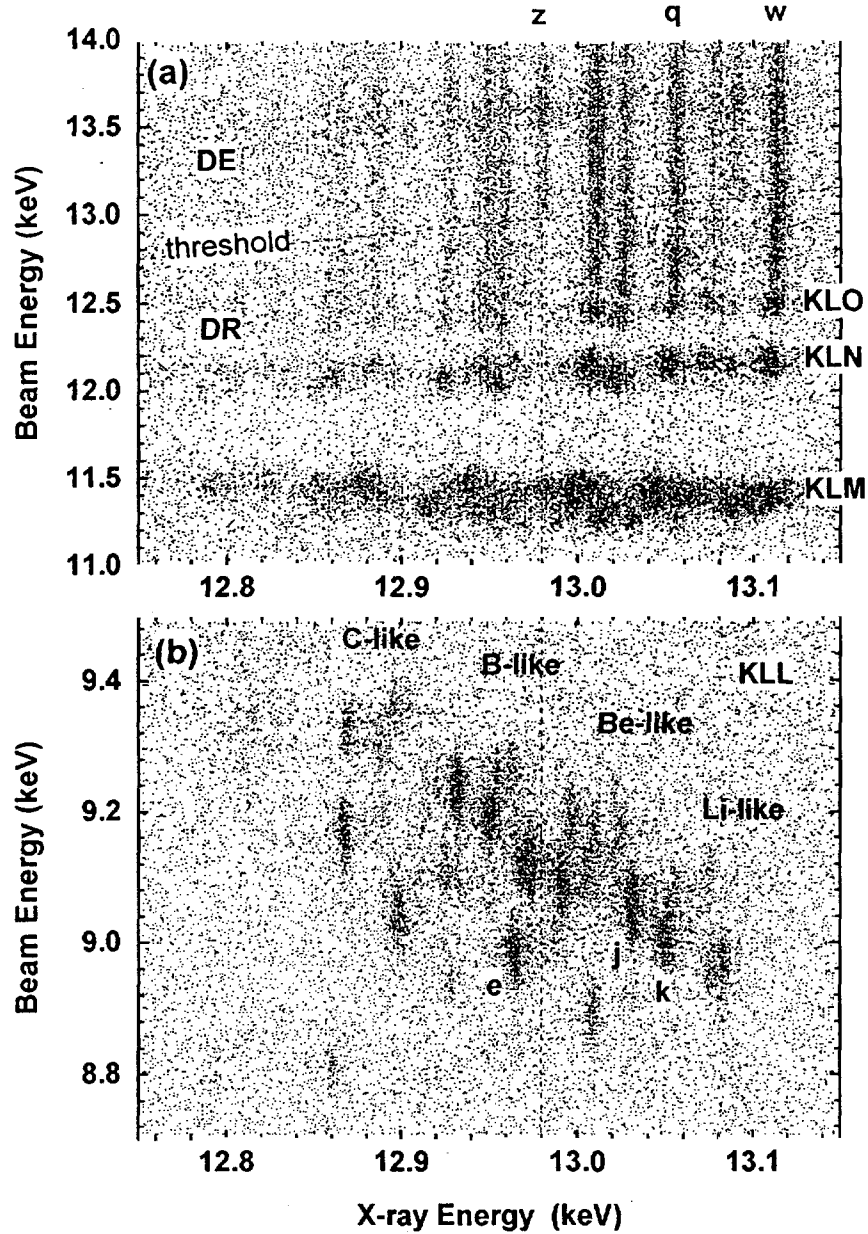 z q w
14.0
(a)
13.5
DE
13.0
threshold
12.5
KLO
DR
KLN
12.0
11.5
KLM
11.0
Beam Energy (keV)
12.8 12.9 13.0 13.1
(b)
C-like
B-like
KLL
9.4
Be-like
9.2
Li-like
9.0
j
e
k
8.8
Beam Energy (keV)
12.8 12.9 13.0 13.1
X-ray Energy (keV)